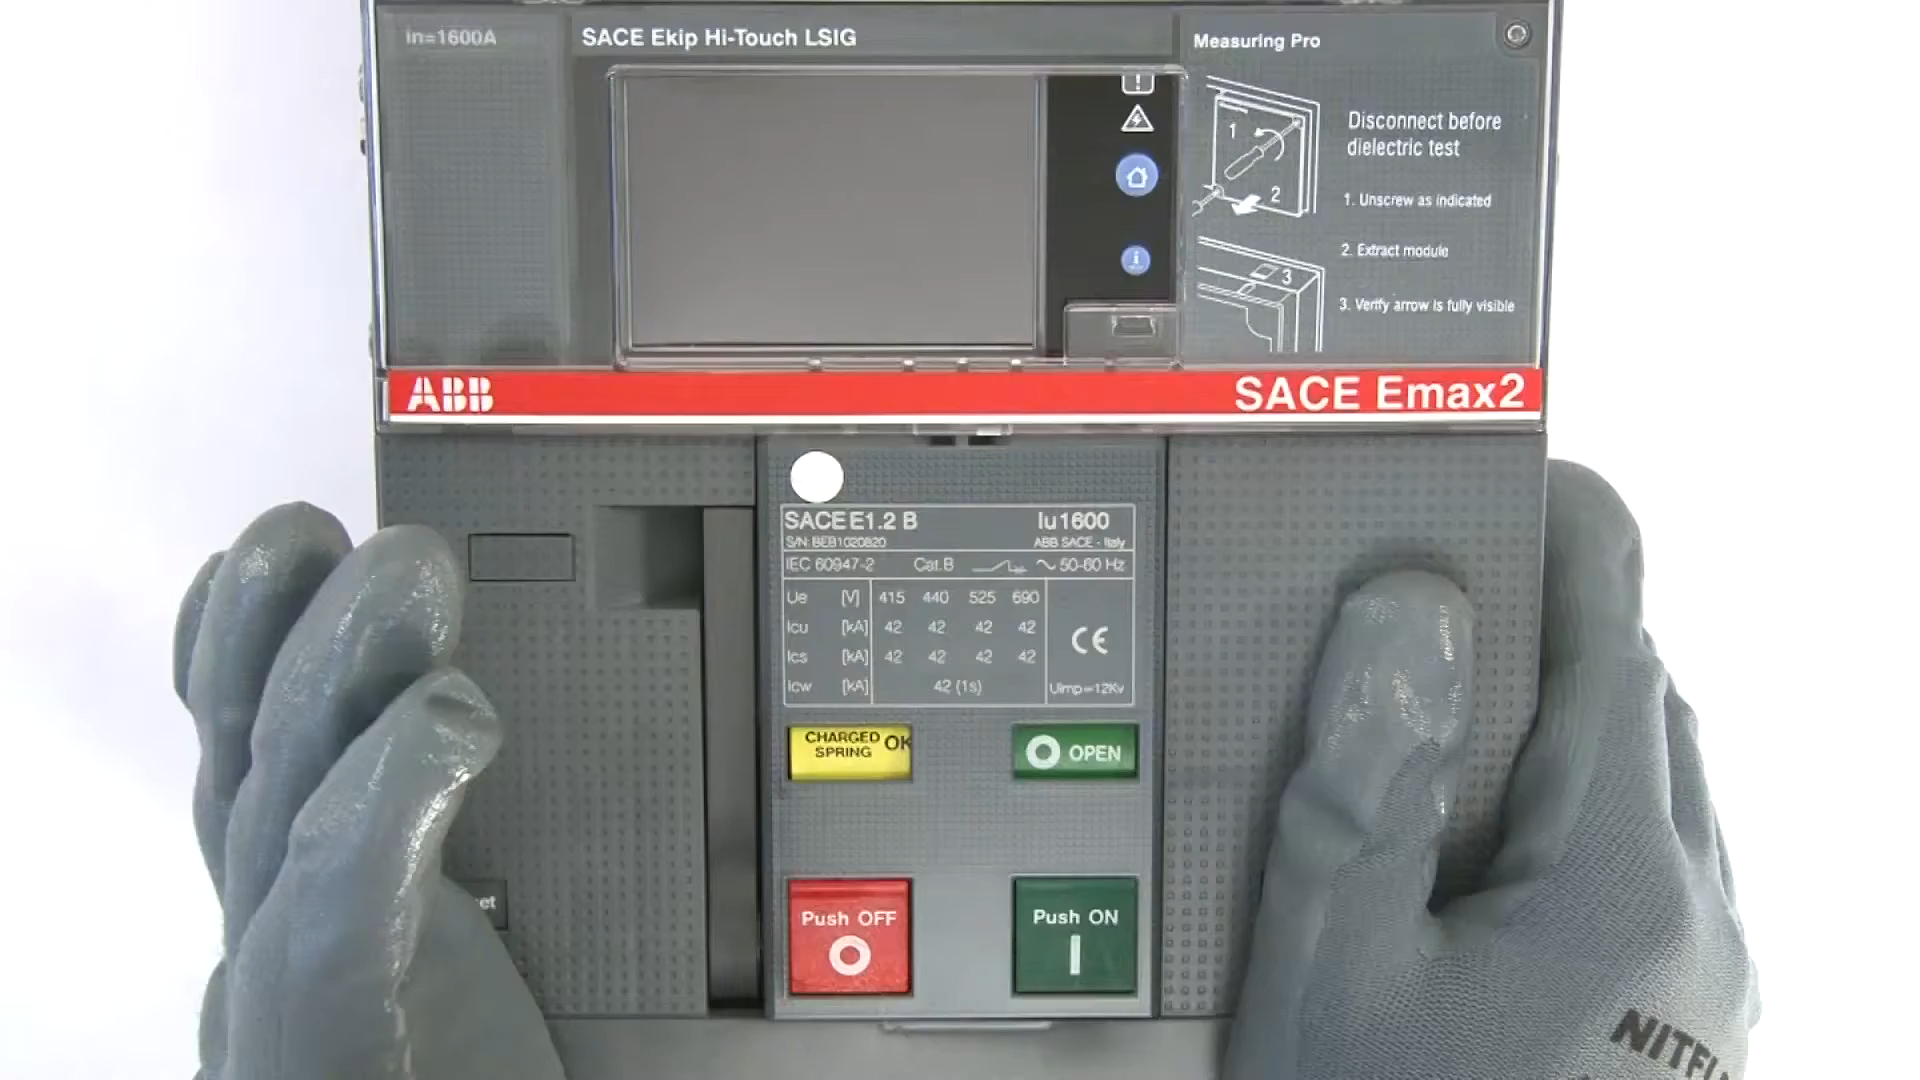 in=1600A
SACE Ekip Hi-Touch LSIG
Measuring Pro
Disconnect before
dielectric test
1
2
1. Unscrew as indicated
2. Extract module
3
3. Verify arrow is fully visible
ABB
SACE Emax2
SACE E1.2 B Iu1600
S/N: BEB1020820 ABB SACE - Italy
IEC 60947-2 Cat.B ~ 50-60 Hz
Ue [V] 415 440 525 690
Icu [kA] 42 42 42 42
Ics [kA] 42 42 42 42
CE
Icw [kA] 42 (1s) Uimp=12Kv
CHARGED
SPRING OK
O OPEN
Push OFF
O
Push ON
I